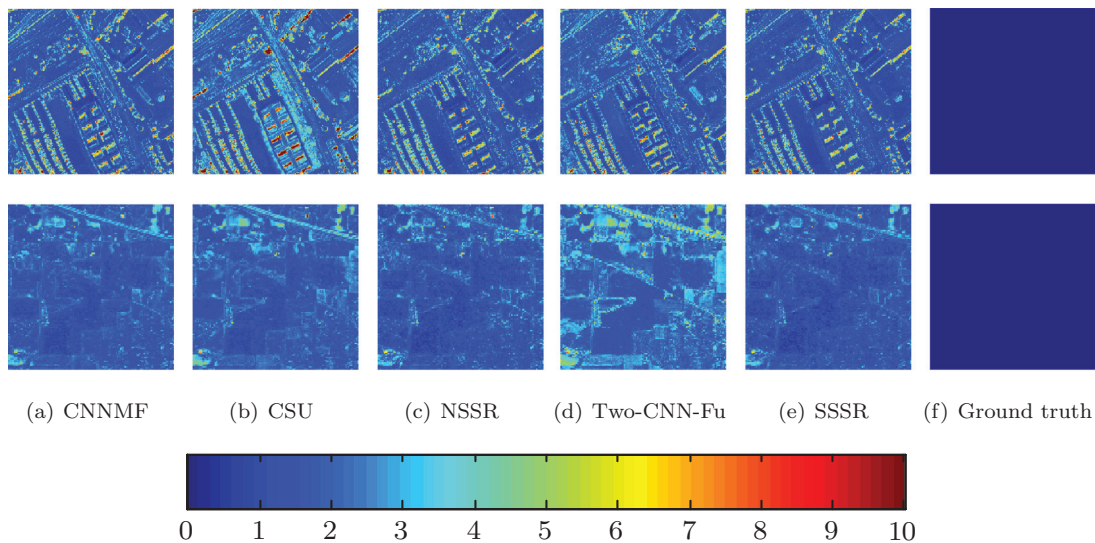 (a) CNNMF (b) CSU (c) NSSR (d) Two-CNN-Fu (e) SSSR (f) Ground truth
0 1 2 3 4 5 6 7 8 9 10